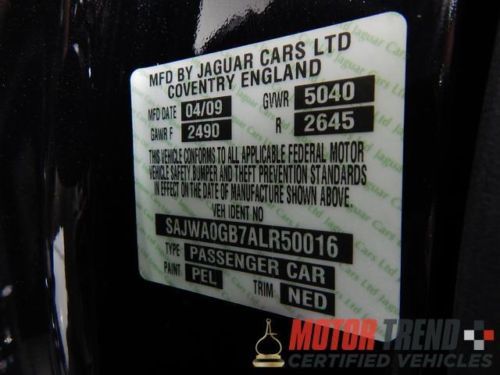 MFD BY JAGUAR CARS LTD
COVENTRY ENGLAND
MFD DATE 04/09 GVWR 5040
GAWR F 2490 R 2645
THIS VEHICLE CONFORMS TO ALL APPLICABLE FEDERAL MOTOR
VEHICLE SAFETY BUMPER AND THEFT PREVENTION STANDARDS
IN EFFECT ON THE DATE OF MANUFACTURE SHOWN ABOVE.
VEH IDENT NO
SAJWA0GB7ALR50016
TYPE PASSENGER CAR
PAINT PEL TRIM NED
MOTOR TREND
CERTIFIED VEHICLES